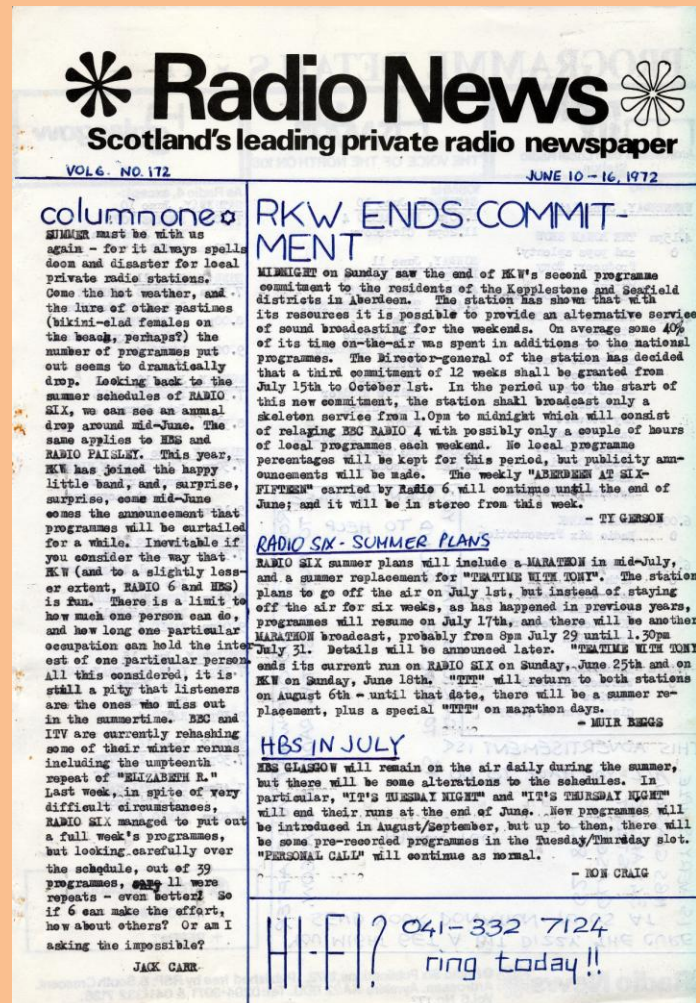 Radio News
Scotland's leading private radio newspaper
VOL 6. NO. 172
JUNE 10 - 16, 1972
column one
SUMMER must be with us
again - for it always spells
doom and disaster for local
private radio stations.
Come the hot weather, and
the lure of other pastimes
(bikini-clad females on
the beach, perhaps?) the
number of programmes put
out seems to dramatically
drop. Looking back to the
summer schedules of RADIO
SIX, we can see an annual
drop around mid-June. The
same applies to HBS and
RADIO PAISLEY. This year,
RKW has joined the happy
little band, and, surprise,
surprise, come mid-June
comes the announcement that
programmes will be curtailed
for a while. Inevitable if
you consider the way that
RKW (and to a slightly less-
er extent, RADIO 6 and HBS)
is run. There is a limit to
how much one person can do,
and how long one particular
occupation can hold the inter
est of one particular person.
All this considered, it is
still a pity that listeners
are the ones who miss out
in the summertime. BBC and
ITV are currently rehashing
some of their winter reruns
including the umpteenth
repeat of "ELIZABETH R."
Last week, in spite of very
difficult circumstances,
RADIO SIX managed to put out
a full week's programmes,
but looking carefully over
the schedule, out of 39
programmes, only 11 were
repeats - even better! So
if 6 can make the effort,
how about others? Or am I
asking the impossible?
JACK CARR
RKW ENDS COMMIT-
MENT
MIDNIGHT on Sunday saw the end of RKW's second programme
commitment to the residents of the Kepplestone and Seafield
districts in Aberdeen. The station has shown that with
its resources it is possible to provide an alternative service
of sound broadcasting for the weekends. On average some 40%
of its time on-the-air was spent in additions to the national
programmes. The Director-general of the station has decided
that a third commitment of 12 weeks shall be granted from
July 15th to October 1st. In the period up to the start of
this new commitment, the station shall broadcast only a
skeleton service from 1.0pm to midnight which will consist
of relaying BBC RADIO 4 with possibly only a couple of hours
of local programmes each weekend. No local programme
percentages will be kept for this period, but publicity ann-
ouncements will be made. The weekly "ABERDEEN AT SIX-
FIFTEEN" carried by Radio 6 will continue until the end of
June; and it will be in stereo from this week.
- TY GERSON
RADIO SIX - SUMMER PLANS
RADIO SIX summer plans will include a MARATHON in mid-July,
and a summer replacement for "TEATIME WITH TONY". The station
plans to go off the air on July 1st, but instead of staying
off the air for six weeks, as has happened in previous years,
programmes will resume on July 17th, and there will be another
MARATHON broadcast, probably from 8pm July 29 until 1.30pm
July 31. Details will be announced later. "TEATIME WITH TONY
ends its current run on RADIO SIX on Sunday, June 25th and on
RKW on Sunday, June 18th. "TTT" will return to both stations
on August 6th - until that date, there will be a summer re-
placement, plus a special "TTT" on marathon days.
- MUIR BEGGS
HBS IN JULY
HBS GLASGOW will remain on the air daily during the summer,
but there will be some alterations to the schedules. In
particular, "IT'S TUESDAY NIGHT" and "IT'S THURSDAY NIGHT"
will end their runs at the end of June. New programmes will
be introduced in August/September, but up to then, there will
be some pre-recorded programmes in the Tuesday/Thursday slot.
"PERSONAL CALL" will continue as normal.
- RON CRAIG
HI-FI? 041-332 7124
ring today!!